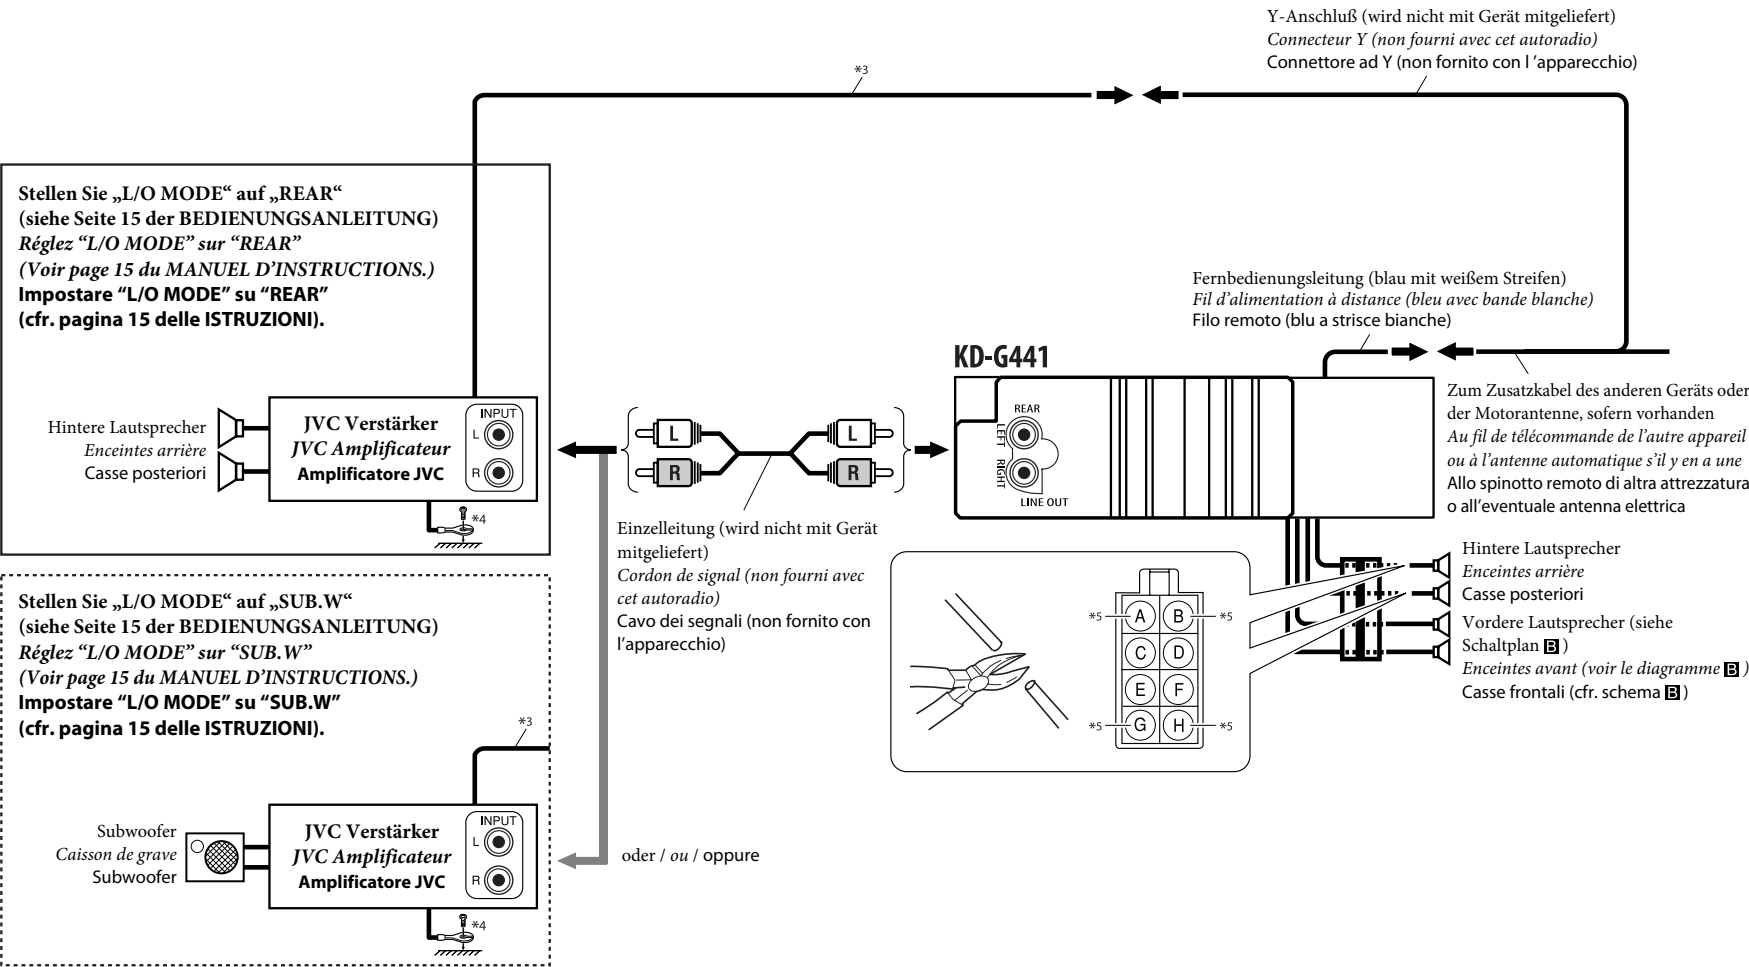 Y-Anschluß (wird nicht mit Gerät mitgeliefert)
Connecteur Y (non fourni avec cet autoradio)
Connettore ad Y (non fornito con l 'apparecchio)
*3
Stellen Sie „L/O MODE“ auf „REAR“
(siehe Seite 15 der BEDIENUNGSANLEITUNG)
Réglez “L/O MODE” sur “REAR”
(Voir page 15 du MANUEL D’INSTRUCTIONS.)
Impostare “L/O MODE” su “REAR”
(cfr. pagina 15 delle ISTRUZIONI).
Hintere Lautsprecher
Enceintes arrière
Casse posteriori
JVC Verstärker
JVC Amplificateur
Amplificatore JVC
INPUT
L
R
*4
L
R
L
R
Einzelleitung (wird nicht mit Gerät
mitgeliefert)
Cordon de signal (non fourni avec
cet autoradio)
Cavo dei segnali (non fornito con
l’apparecchio)
Fernbedienungsleitung (blau mit weißem Streifen)
Fil d’alimentation à distance (bleu avec bande blanche)
Filo remoto (blu a strisce bianche)
KD-G441
REAR
LEFT
RIGHT
LINE OUT
Zum Zusatzkabel des anderen Geräts oder
der Motorantenne, sofern vorhanden
Au fil de télécommande de l’autre appareil
ou à l’antenne automatique s’il y en a une
Allo spinotto remoto di altra attrezzatura
o all’eventuale antenna elettrica
Hintere Lautsprecher
Enceintes arrière
Casse posteriori
Vordere Lautsprecher (siehe
Schaltplan B )
Enceintes avant (voir le diagramme B )
Casse frontali (cfr. schema B )
*5 A B *5
C D
E F
*5 G H *5
Stellen Sie „L/O MODE“ auf „SUB.W“
(siehe Seite 15 der BEDIENUNGSANLEITUNG)
Réglez “L/O MODE” sur “SUB.W”
(Voir page 15 du MANUEL D’INSTRUCTIONS.)
Impostare “L/O MODE” su “SUB.W”
(cfr. pagina 15 delle ISTRUZIONI).
*3
Subwoofer
Caisson de grave
Subwoofer
JVC Verstärker
JVC Amplificateur
Amplificatore JVC
INPUT
L
R
*4
oder / ou / oppure